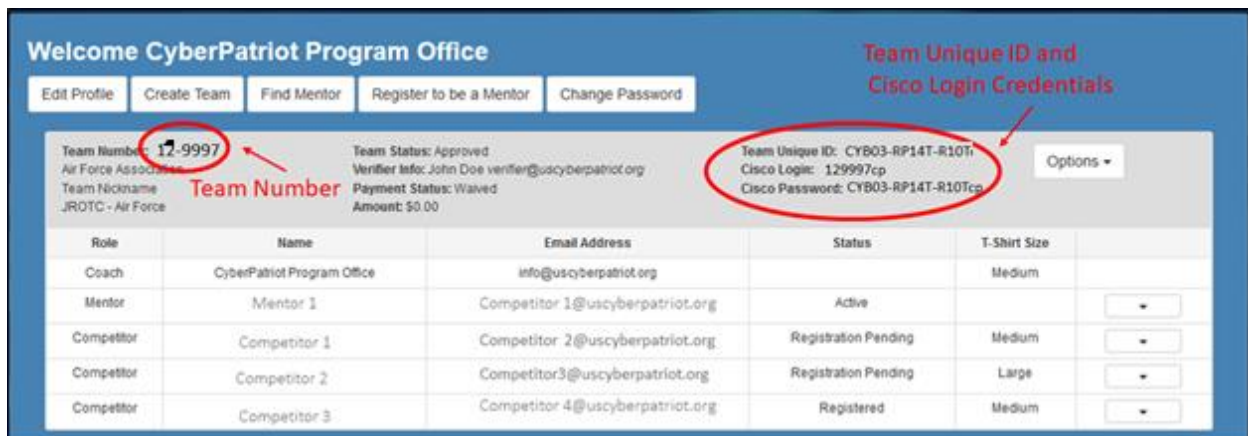 Welcome CyberPatriot Program Office
Team Unique ID and
Cisco Login Credentials
Edit Profile Create Team Find Mentor Register to be a Mentor Change Password
Team Number: 12-9997 Team Status: Approved Team Unique ID: CYB03-RP14T-R10T Options
Air Force Association Verifier Info: John Doe verifier@uscyberpatriot.org Cisco Login: 129997cp
Team Nickname Team Number Payment Status: Waived Cisco Password: CYB03-RP14T-R10Tcp
JROTC - Air Force Amount: $0.00
Role Name Email Address Status T-Shirt Size
Coach CyberPatriot Program Office info@uscyberpatriot.org Medium
Mentor Mentor 1 Competitor 1@uscyberpatriot.org Active
Competitor Competitor 1 Competitor 2@uscyberpatriot.org Registration Pending Medium
Competitor Competitor 2 Competitor3@uscyberpatriot.org Registration Pending Large
Competitor Competitor 3 Competitor 4@uscyberpatriot.org Registered Medium